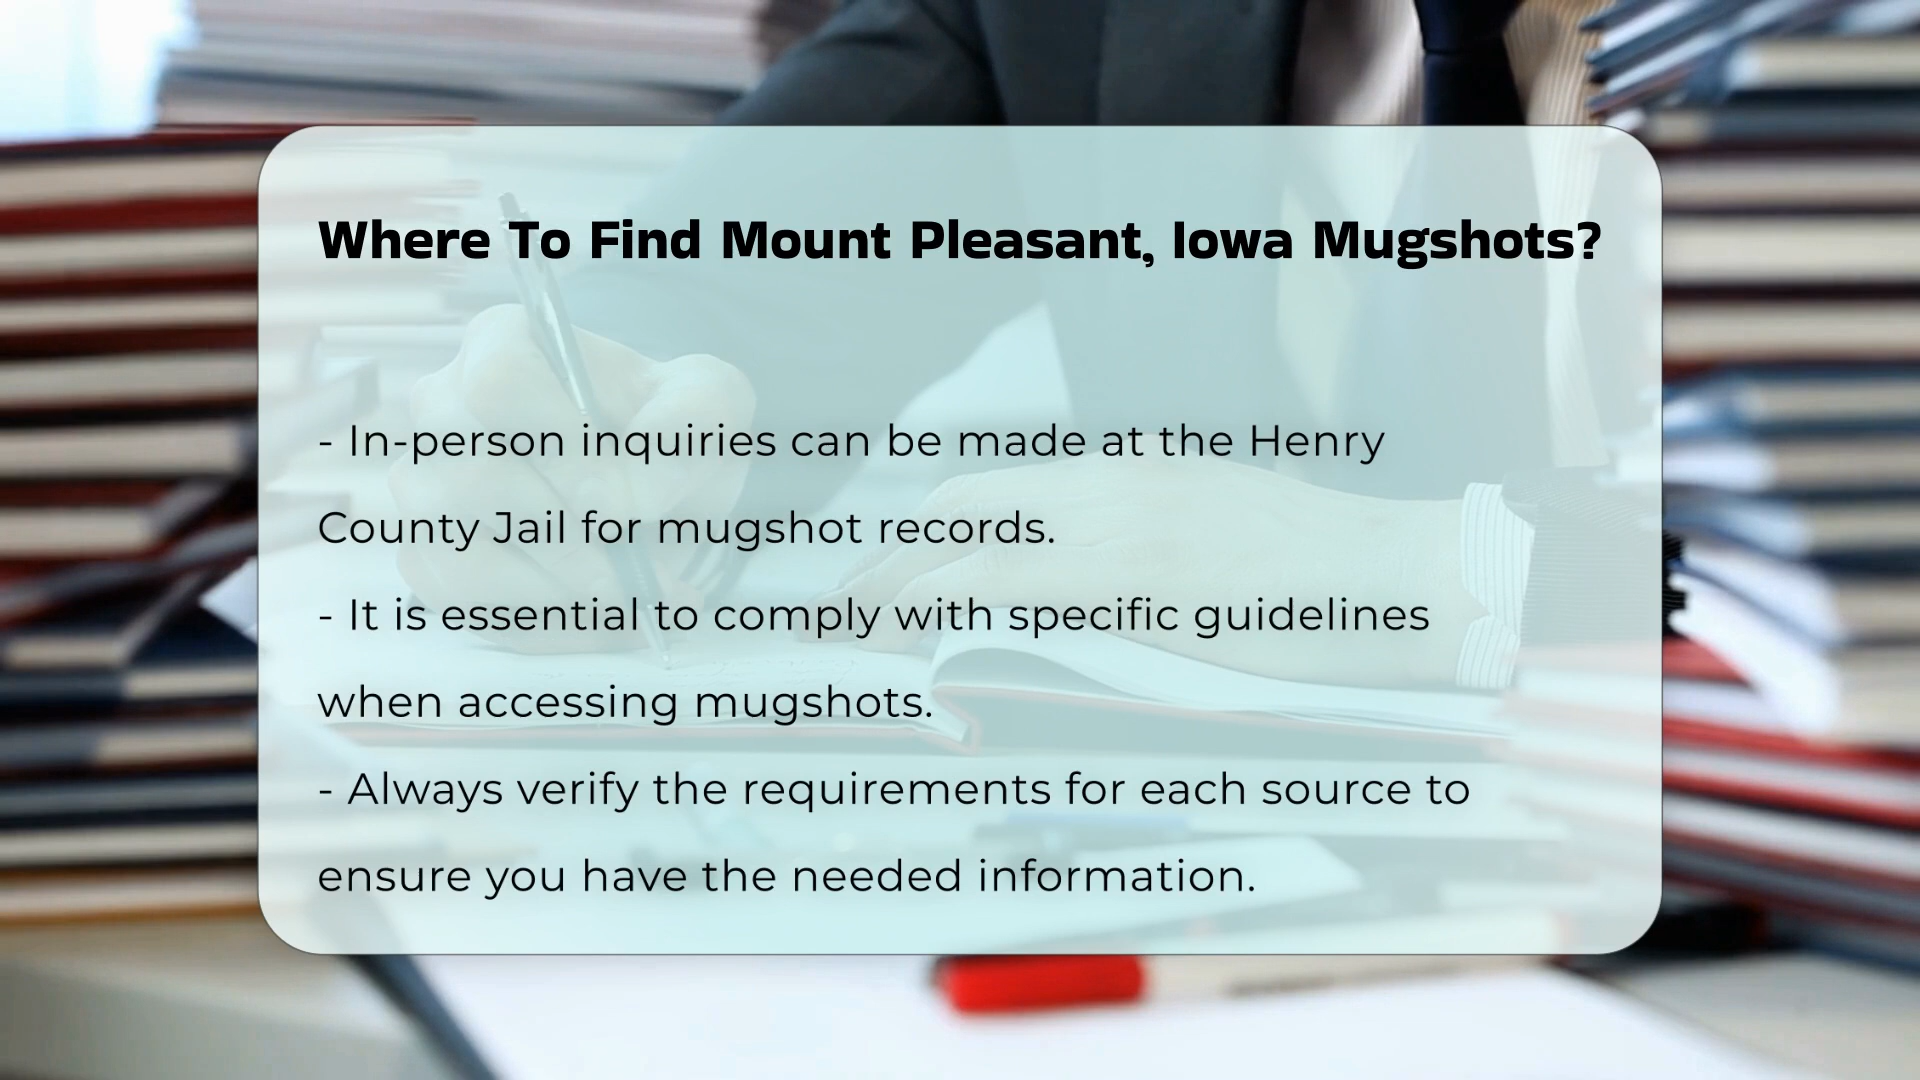 Where To Find Mount Pleasant, Iowa Mugshots?
- In-person inquiries can be made at the Henry
County Jail for mugshot records.
- It is essential to comply with specific guidelines
when accessing mugshots.
- Always verify the requirements for each source to
ensure you have the needed information.